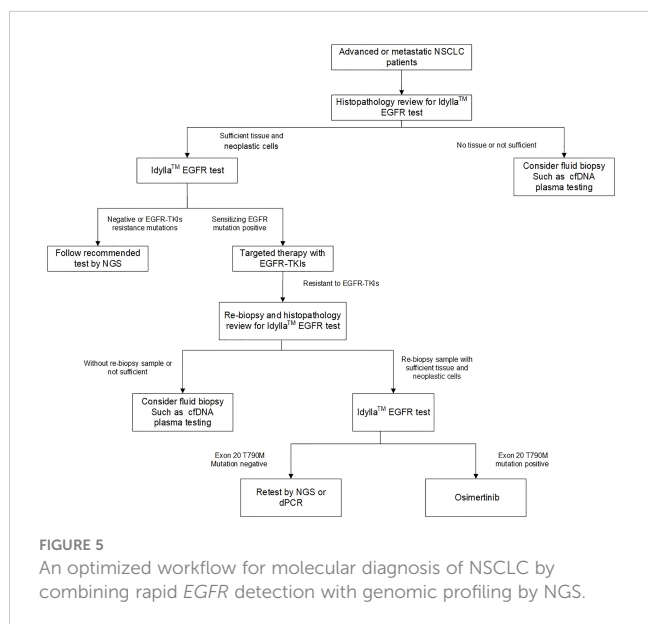 Advanced or metastatic NSCLC
patients
Histopathology review for Idylla™
EGFR test
Sufficient tissue and
neoplastic cells
No tissue or not sufficient
Idylla™ EGFR test
Consider fluid biopsy
Such as cfDNA
plasma testing
Negative or EGFR-TKIs
resistance mutations
Sensitizing EGFR
mutation positive
Follow recommended
test by NGS
Targeted therapy with
EGFR-TKIs
Resistant to EGFR-TKIs
Re-biopsy and histopathology
review for Idylla™ EGFR test
Without re-biopsy sample or
not sufficient
Re-biopsy sample with
sufficient tissue and
neoplastic cells
Consider fluid biopsy
Such as cfDNA
plasma testing
Idylla™ EGFR test
Exon 20 T790M
Mutation negative
Exon 20 T790M
mutation positive
Retest by NGS or
dPCR
Osimertinib
FIGURE 5
An optimized workflow for molecular diagnosis of NSCLC by
combining rapid EGFR detection with genomic profiling by NGS.